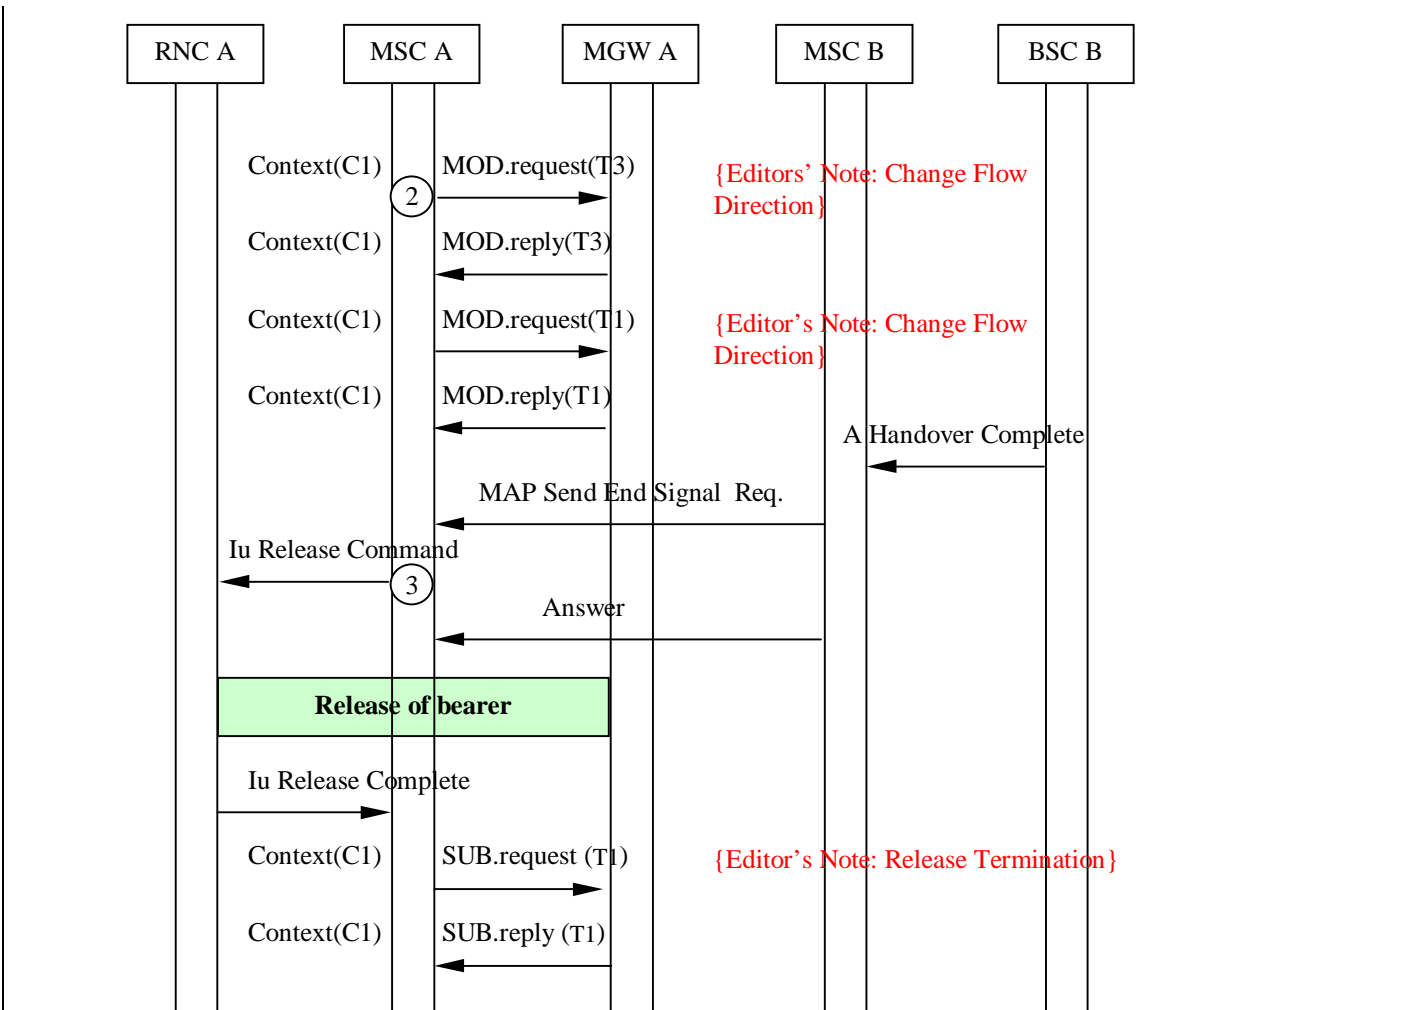 RNC A MSC A MGW A MSC B BSC B
Context(C1) MOD.request(T3) {Editors’ Note: Change Flow
2 Direction}
Context(C1) MOD.reply(T3)
Context(C1) MOD.request(T1) {Editor’s Note: Change Flow
Direction}
Context(C1) MOD.reply(T1)
A Handover Complete
MAP Send End Signal  Req.
Iu Release Command
3
Answer
Release of bearer
Iu Release Complete
Context(C1) SUB.request (T1) {Editor’s Note: Release Termination}
Context(C1) SUB.reply (T1)